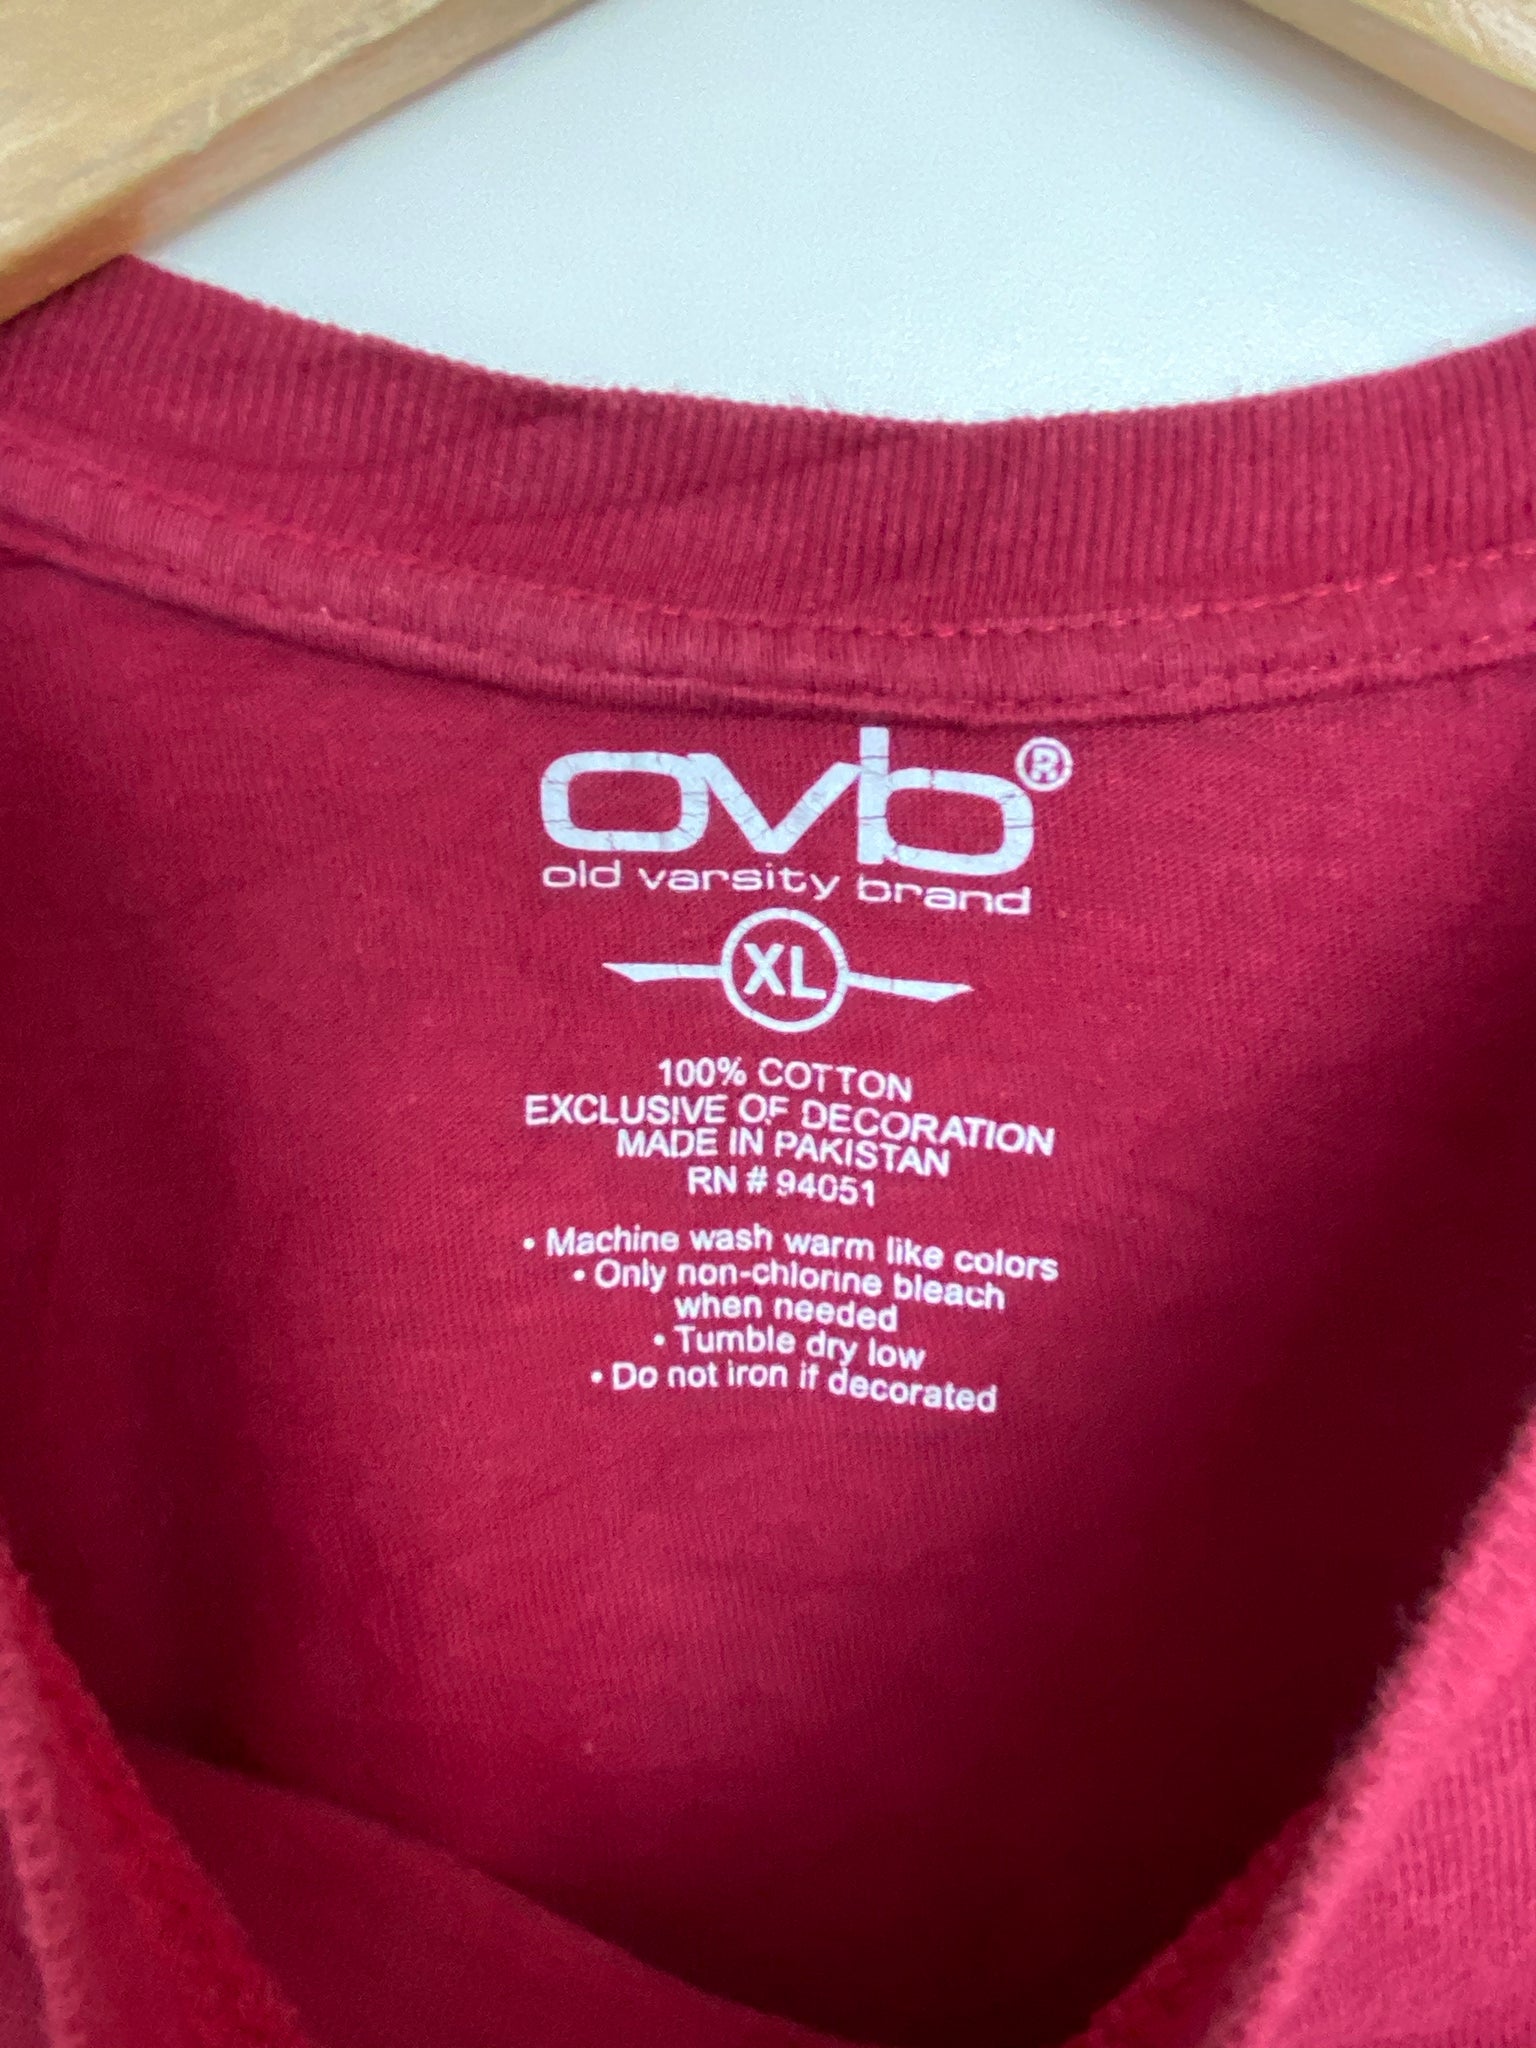 ovb®
old varsity brand
XL
100% COTTON
EXCLUSIVE OF DECORATION
MADE IN PAKISTAN
RN # 94051
• Machine wash warm like colors
• Only non-chlorine bleach
when needed
• Tumble dry low
• Do not iron if decorated